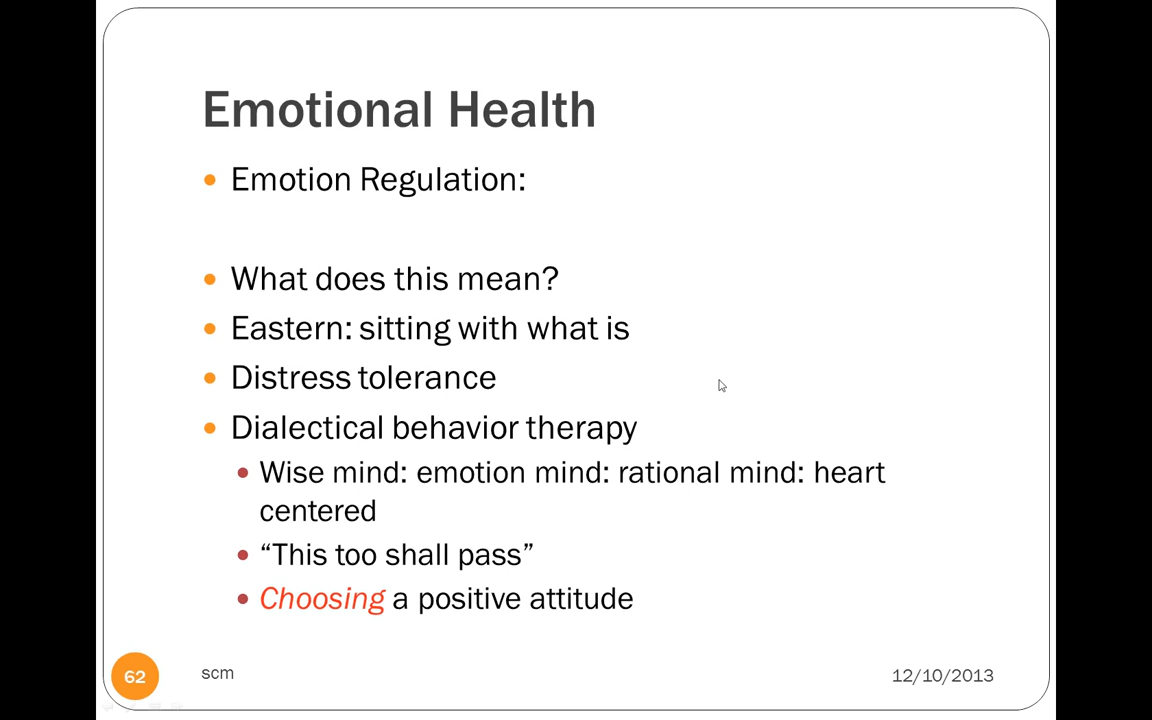 Emotional Health
Emotion Regulation:
What does this mean?
Eastern: sitting with what is
Distress tolerance
Dialectical behavior therapy
Wise mind: emotion mind: rational mind: heart
centered
“This too shall pass”
Choosing a positive attitude
62
scm
12/10/2013